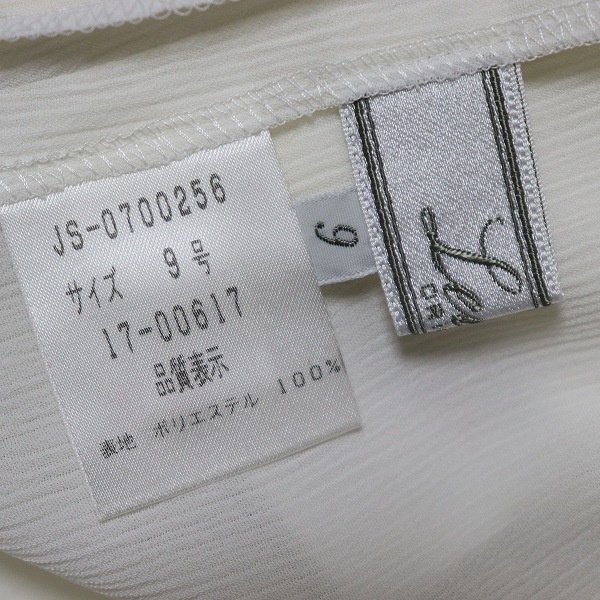 JS-0700256
サイズ 9号
17-00617
品質表示
表地 ポリエステル 100%
9